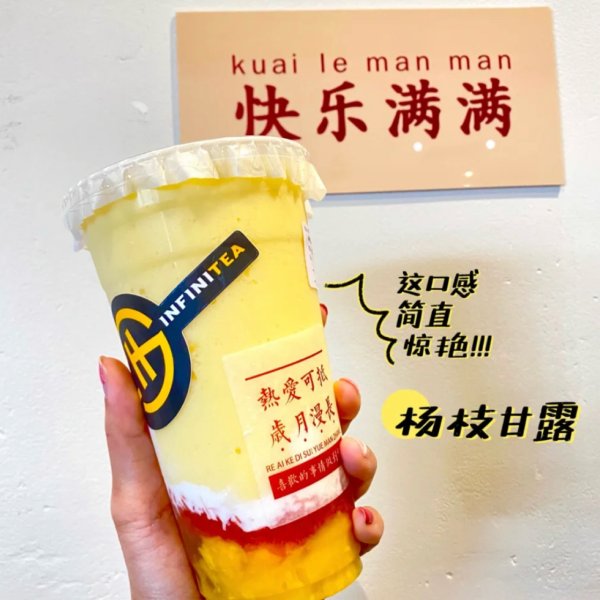 kuai le man man
快乐满满
INFINITEA
这口感
简直
惊艳!!!
杨枝甘露
熱愛可抵
歲月漫長
RE AI KE DI SUI YUE MAN
喜歡的事情